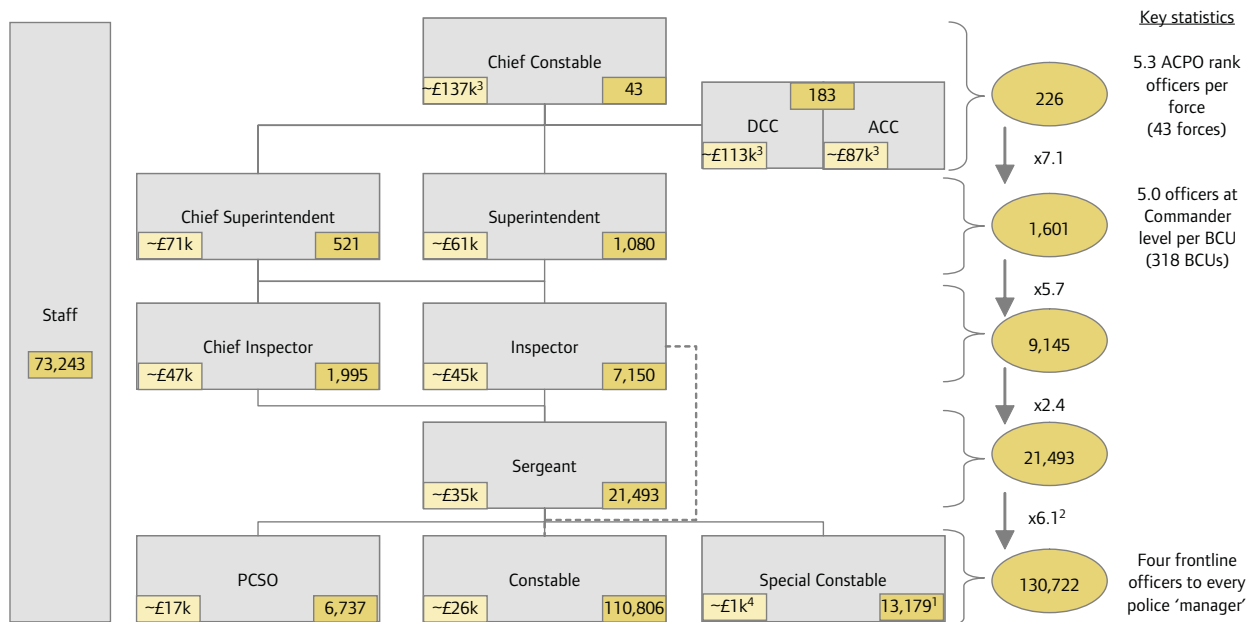 Key statistics
Chief Constable
~£137k³
43
183
DCC
ACC
~£113k³
~£87k³
226
5.3 ACPO rank
officers per
force
(43 forces)
x7.1
Chief Superintendent
~£71k
521
Superintendent
~£61k
1,080
1,601
5.0 officers at
Commander
level per BCU
(318 BCUs)
x5.7
Staff
73,243
Chief Inspector
~£47k
1,995
Inspector
~£45k
7,150
9,145
x2.4
Sergeant
~£35k
21,493
21,493
x6.1²
PCSO
~£17k
6,737
Constable
~£26k
110,806
Special Constable
~£1k⁴
13,179¹
130,722
Four frontline
officers to every
police ‘manager’